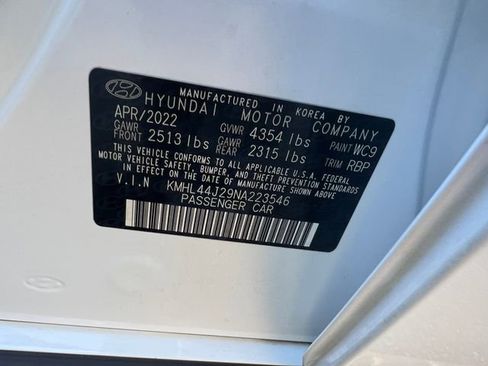 MANUFACTURED IN KOREA BY
HYUNDAI MOTOR COMPANY
APR/2022 GVWR 4354 lbs PAINT WC9
GAWR FRONT 2513 lbs GAWR REAR 2315 lbs TRIM RBP
THIS VEHICLE CONFORMS TO ALL APPLICABLE U.S.A. FEDERAL
MOTOR VEHICLE SAFETY, BUMPER, AND THEFT PREVENTION STANDARDS
IN EFFECT ON THE DATE OF MANUFACTURE SHOWN ABOVE.
V.I.N KMHL44J29NA223546
PASSENGER CAR